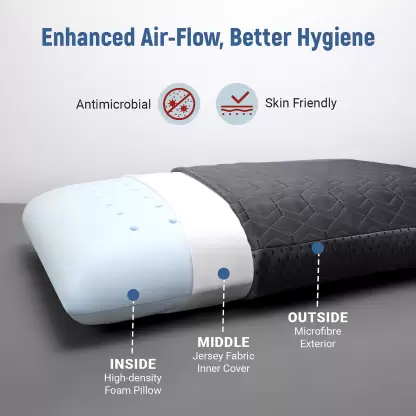 Enhanced Air-Flow, Better Hygiene
Antimicrobial
Skin Friendly
INSIDE
High-density
Foam Pillow
MIDDLE
Jersey Fabric
Inner Cover
OUTSIDE
Microfibre
Exterior